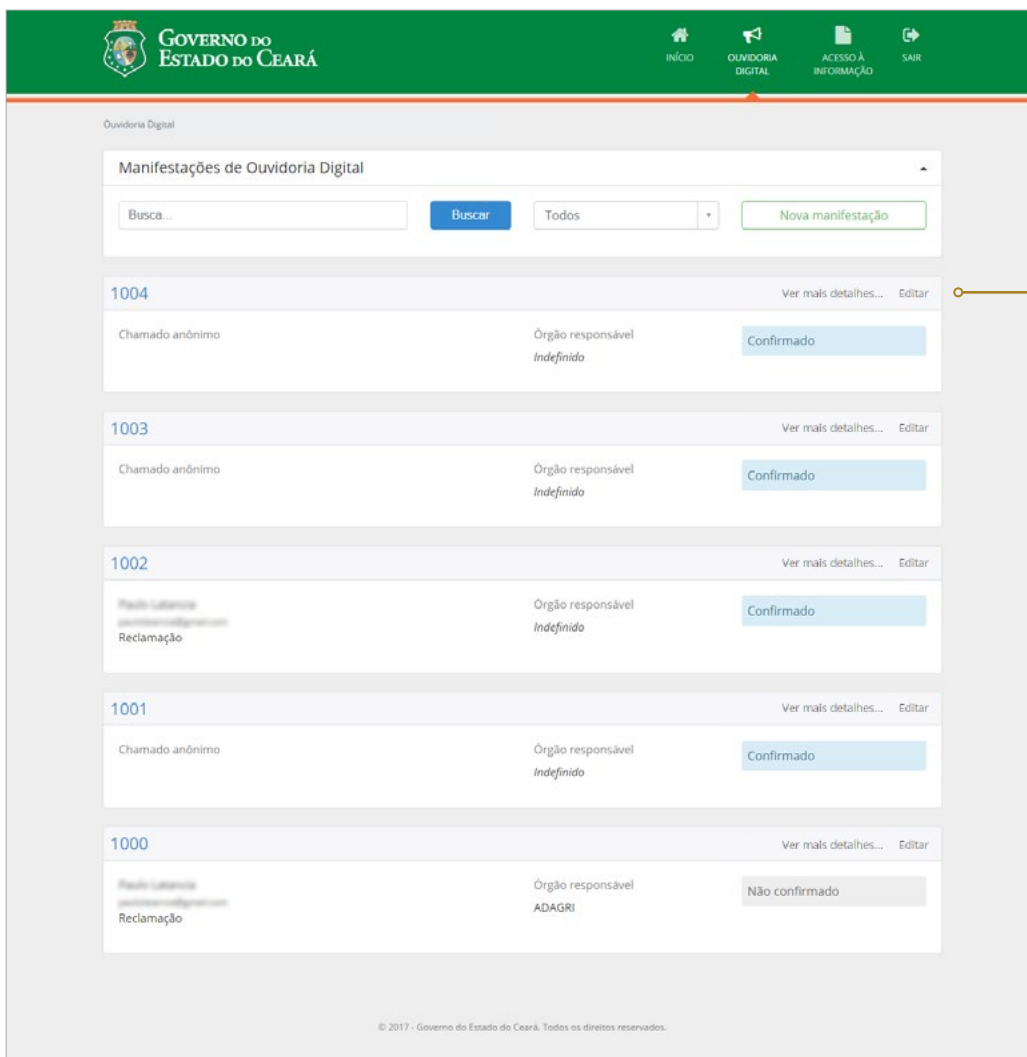 GOVERNO DO
ESTADO DO CEARÁ
INÍCIO
OUVIDORIA
DIGITAL
ACESSO À
INFORMAÇÃO
SAIR
Ouvidoria Digital
Manifestações de Ouvidoria Digital
Busca...
Buscar
Todos
Nova manifestação
1004
Ver mais detalhes... Editar
Chamado anônimo
Órgão responsável
Indefinido
Confirmado
1003
Ver mais detalhes... Editar
Chamado anônimo
Órgão responsável
Indefinido
Confirmado
1002
Ver mais detalhes... Editar
Reclamação
Órgão responsável
Indefinido
Confirmado
1001
Ver mais detalhes... Editar
Chamado anônimo
Órgão responsável
Indefinido
Confirmado
1000
Ver mais detalhes... Editar
Reclamação
Órgão responsável
ADAGRI
Não confirmado
© 2017 - Governo do Estado do Ceará. Todos os direitos reservados.